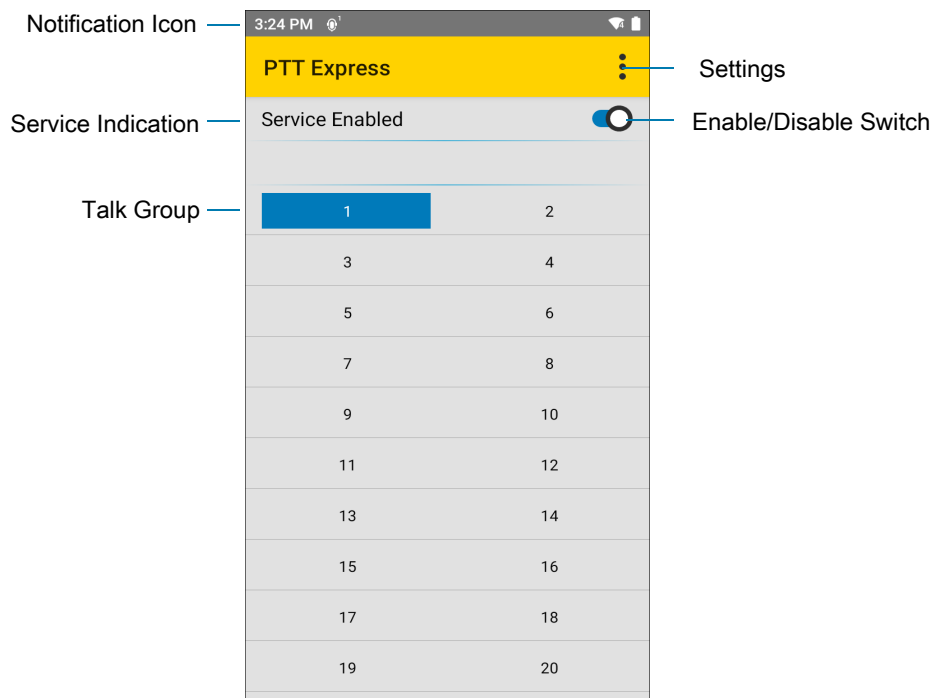 Notification Icon
3:24 PM 1
PTT Express
Settings
Service Indication
Service Enabled
Enable/Disable Switch
Talk Group
1 2
3 4
5 6
7 8
9 10
11 12
13 14
15 16
17 18
19 20